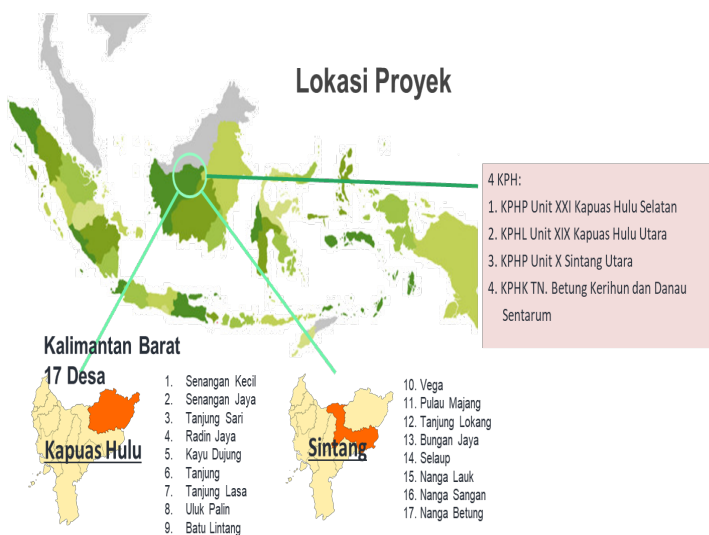 Lokasi Proyek
4 KPH:
1. KPHP Unit XXI Kapuas Hulu Selatan
2. KPHL Unit XIX Kapuas Hulu Utara
3. KPHP Unit X Sintang Utara
4. KPHK TN. Betung Kerihun dan Danau
Sentarum
Kalimantan Barat
17 Desa
Kapuas Hulu
1. Senangan Kecil
2. Senangan Jaya
3. Tanjung Sari
4. Radin Jaya
5. Kayu Dujung
6. Tanjung
7. Tanjung Lasa
8. Uluk Palin
9. Batu Lintang
Sintang
10. Vega
11. Pulau Majang
12. Tanjung Lokang
13. Bungan Jaya
14. Selaup
15. Nanga Lauk
16. Nanga Sangan
17. Nanga Betung